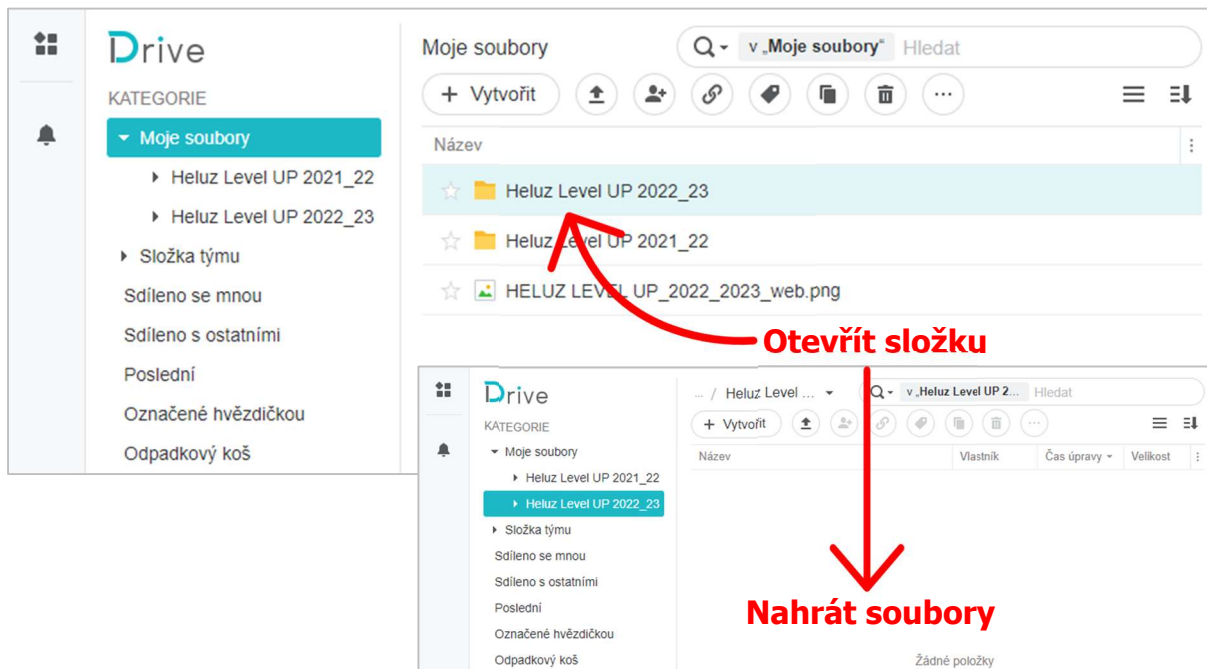 Drive
KATEGORIE
Moje soubory
Heluz Level UP 2021_22
Heluz Level UP 2022_23
Složka týmu
Sdíleno se mnou
Sdíleno s ostatními
Poslední
Označené hvězdičkou
Odpadkový koš
Moje soubory
v „Moje soubory“ Hledat
+ Vytvořit
Název
Heluz Level UP 2022_23
Heluz Level UP 2021_22
HELUZ LEVEL UP_2022_2023_web.png
Otevřít složku
Drive
KATEGORIE
Moje soubory
Heluz Level UP 2021_22
Heluz Level UP 2022_23
Složka týmu
Sdíleno se mnou
Sdíleno s ostatními
Poslední
Označené hvězdičkou
Odpadkový koš
... / Heluz Level ...
v „Heluz Level UP 2... Hledat
+ Vytvořit
Název Vlastník Čas úpravy Velikost
Nahrát soubory
Žádné položky